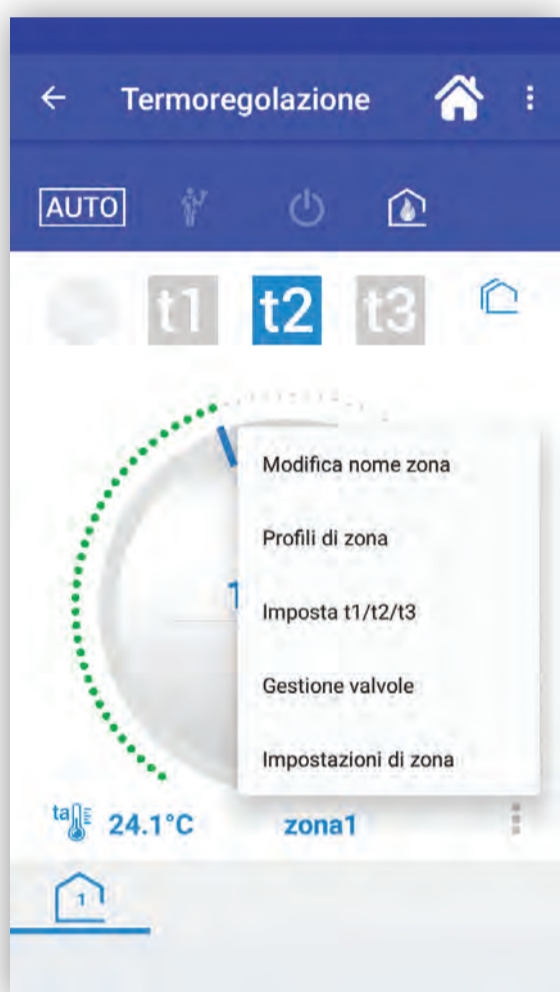 Termoregolazione
AUTO
t1 t2 t3
Modifica nome zona
Profili di zona
1
Imposta t1/t2/t3
Gestione valvole
Impostazioni di zona
ta 24.1°C zona1
1